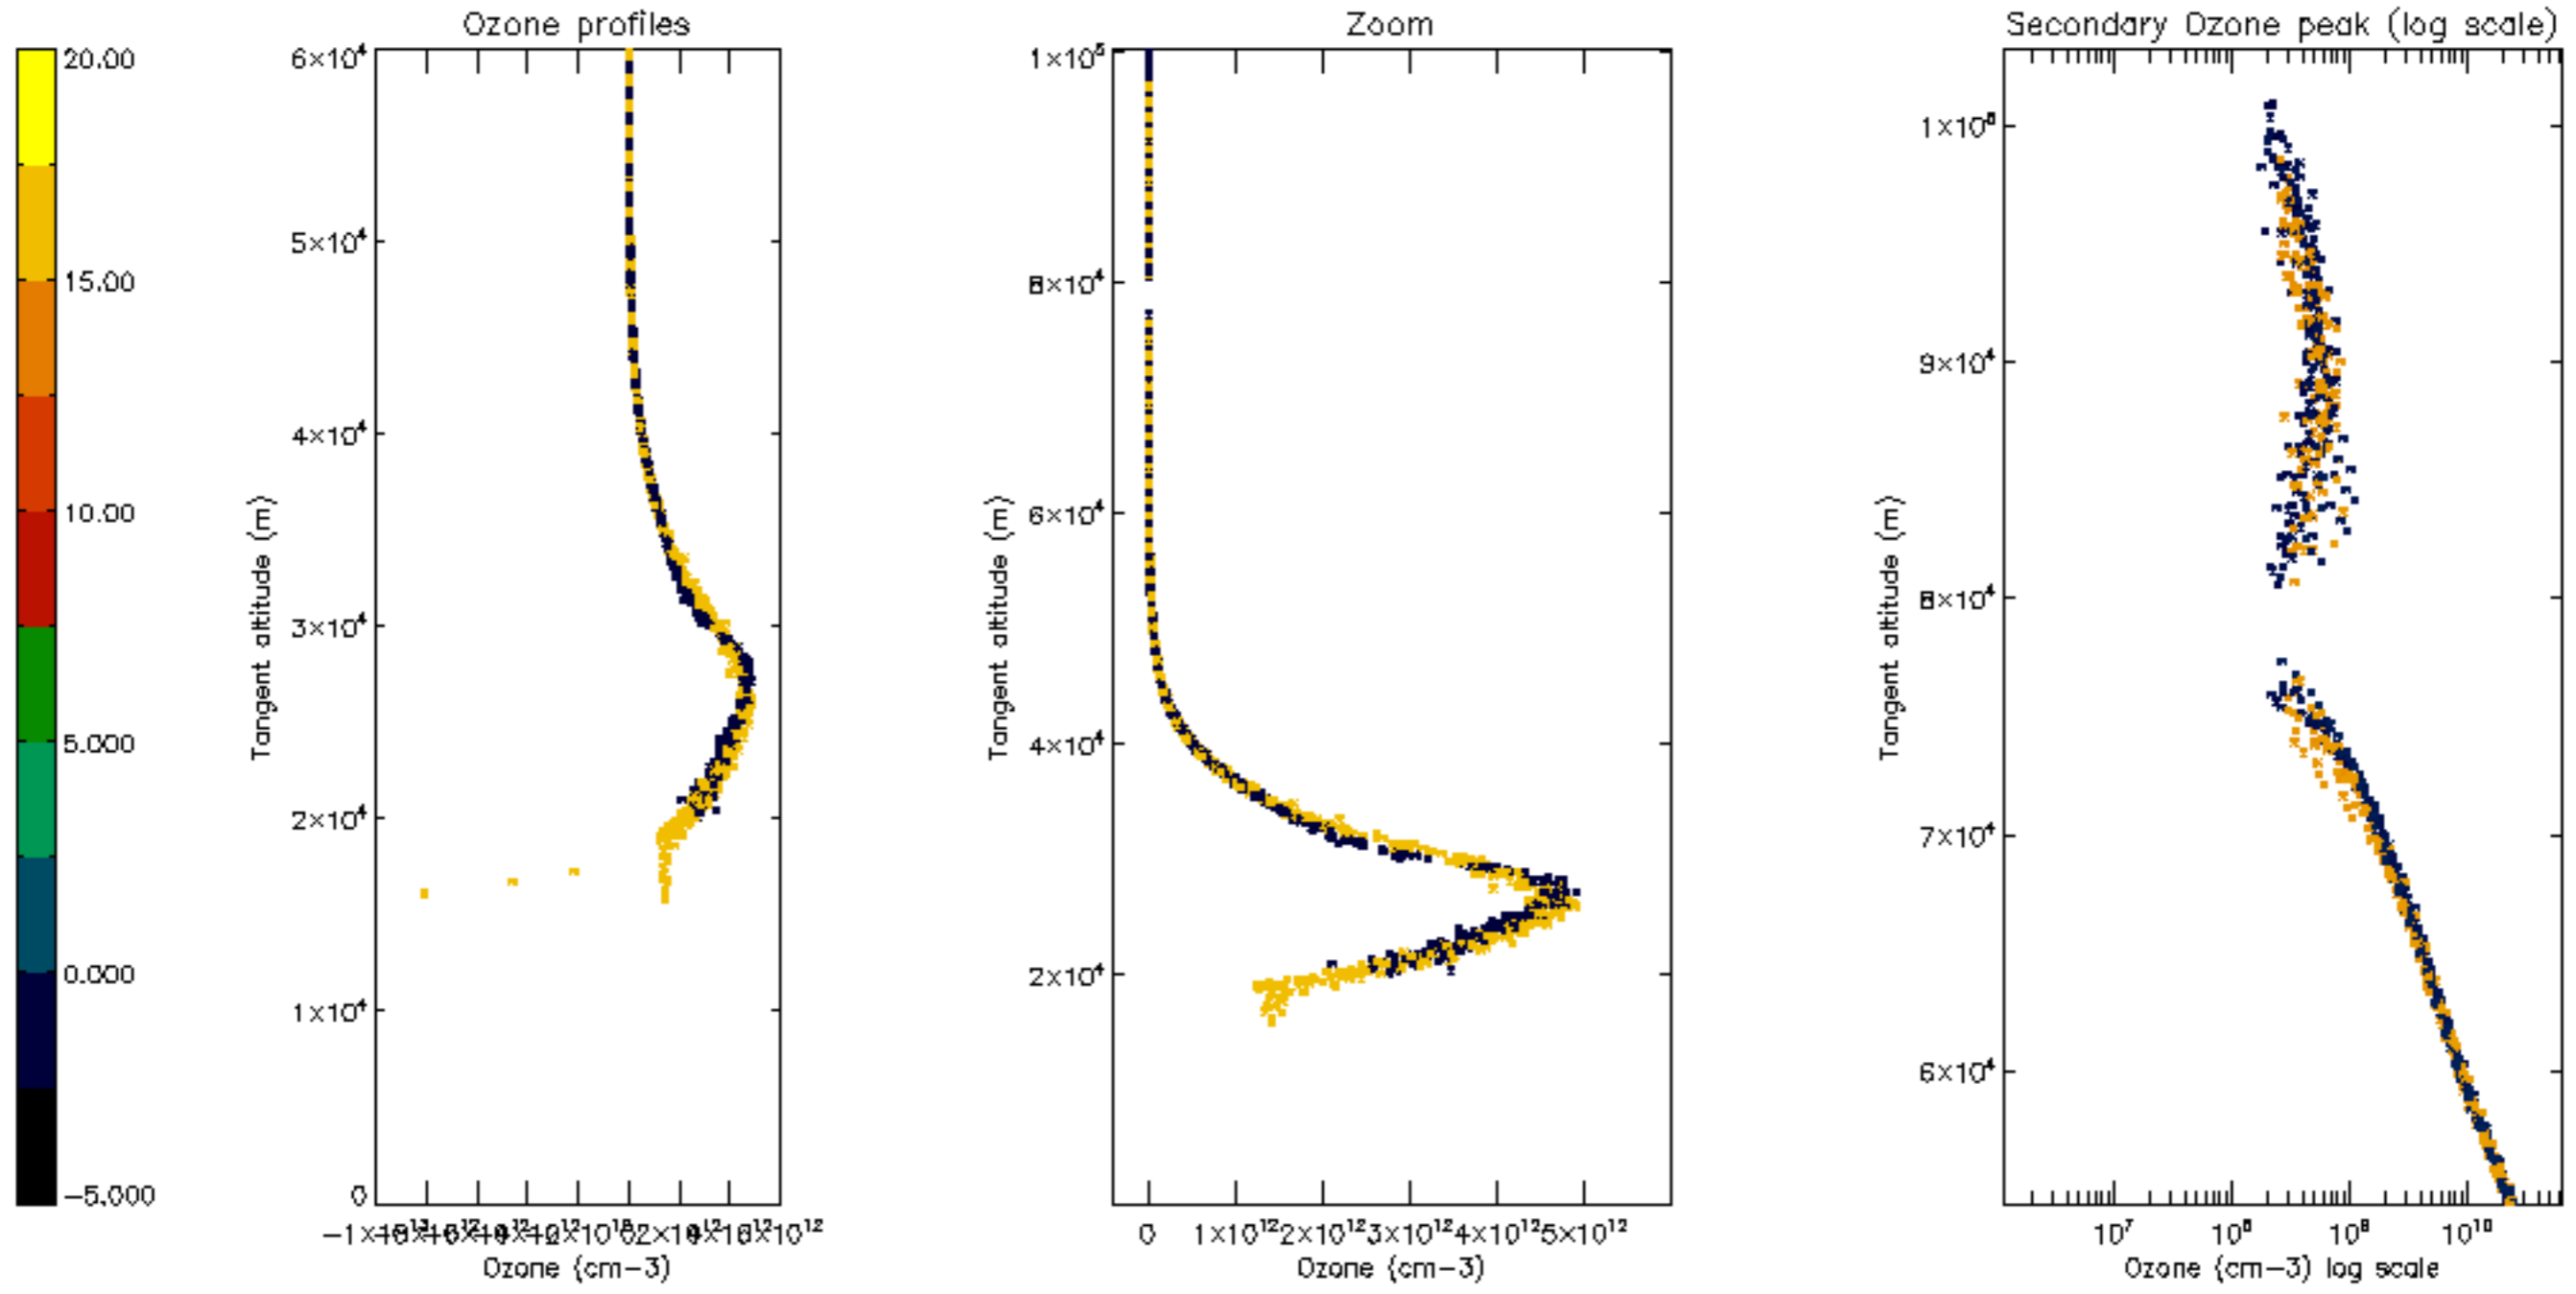 Ozone profiles
Zoom
Secondary Ozone peak (log scale)
20.00
15.00
10.00
5.000
0.000
−5.000
6×10⁴
5×10⁴
4×10⁴
3×10⁴
2×10⁴
1×10⁴
0
Tangent altitude (m)
Ozone (cm−3)
1×10⁵
8×10⁴
6×10⁴
4×10⁴
2×10⁴
Tangent altitude (m)
0 1×10¹² 2×10¹² 3×10¹² 4×10¹² 5×10¹²
Ozone (cm−3)
1×10⁵
9×10⁴
8×10⁴
7×10⁴
6×10⁴
Tangent altitude (m)
10⁷ 10⁸ 10⁹ 10¹⁰
Ozone (cm−3) log scale